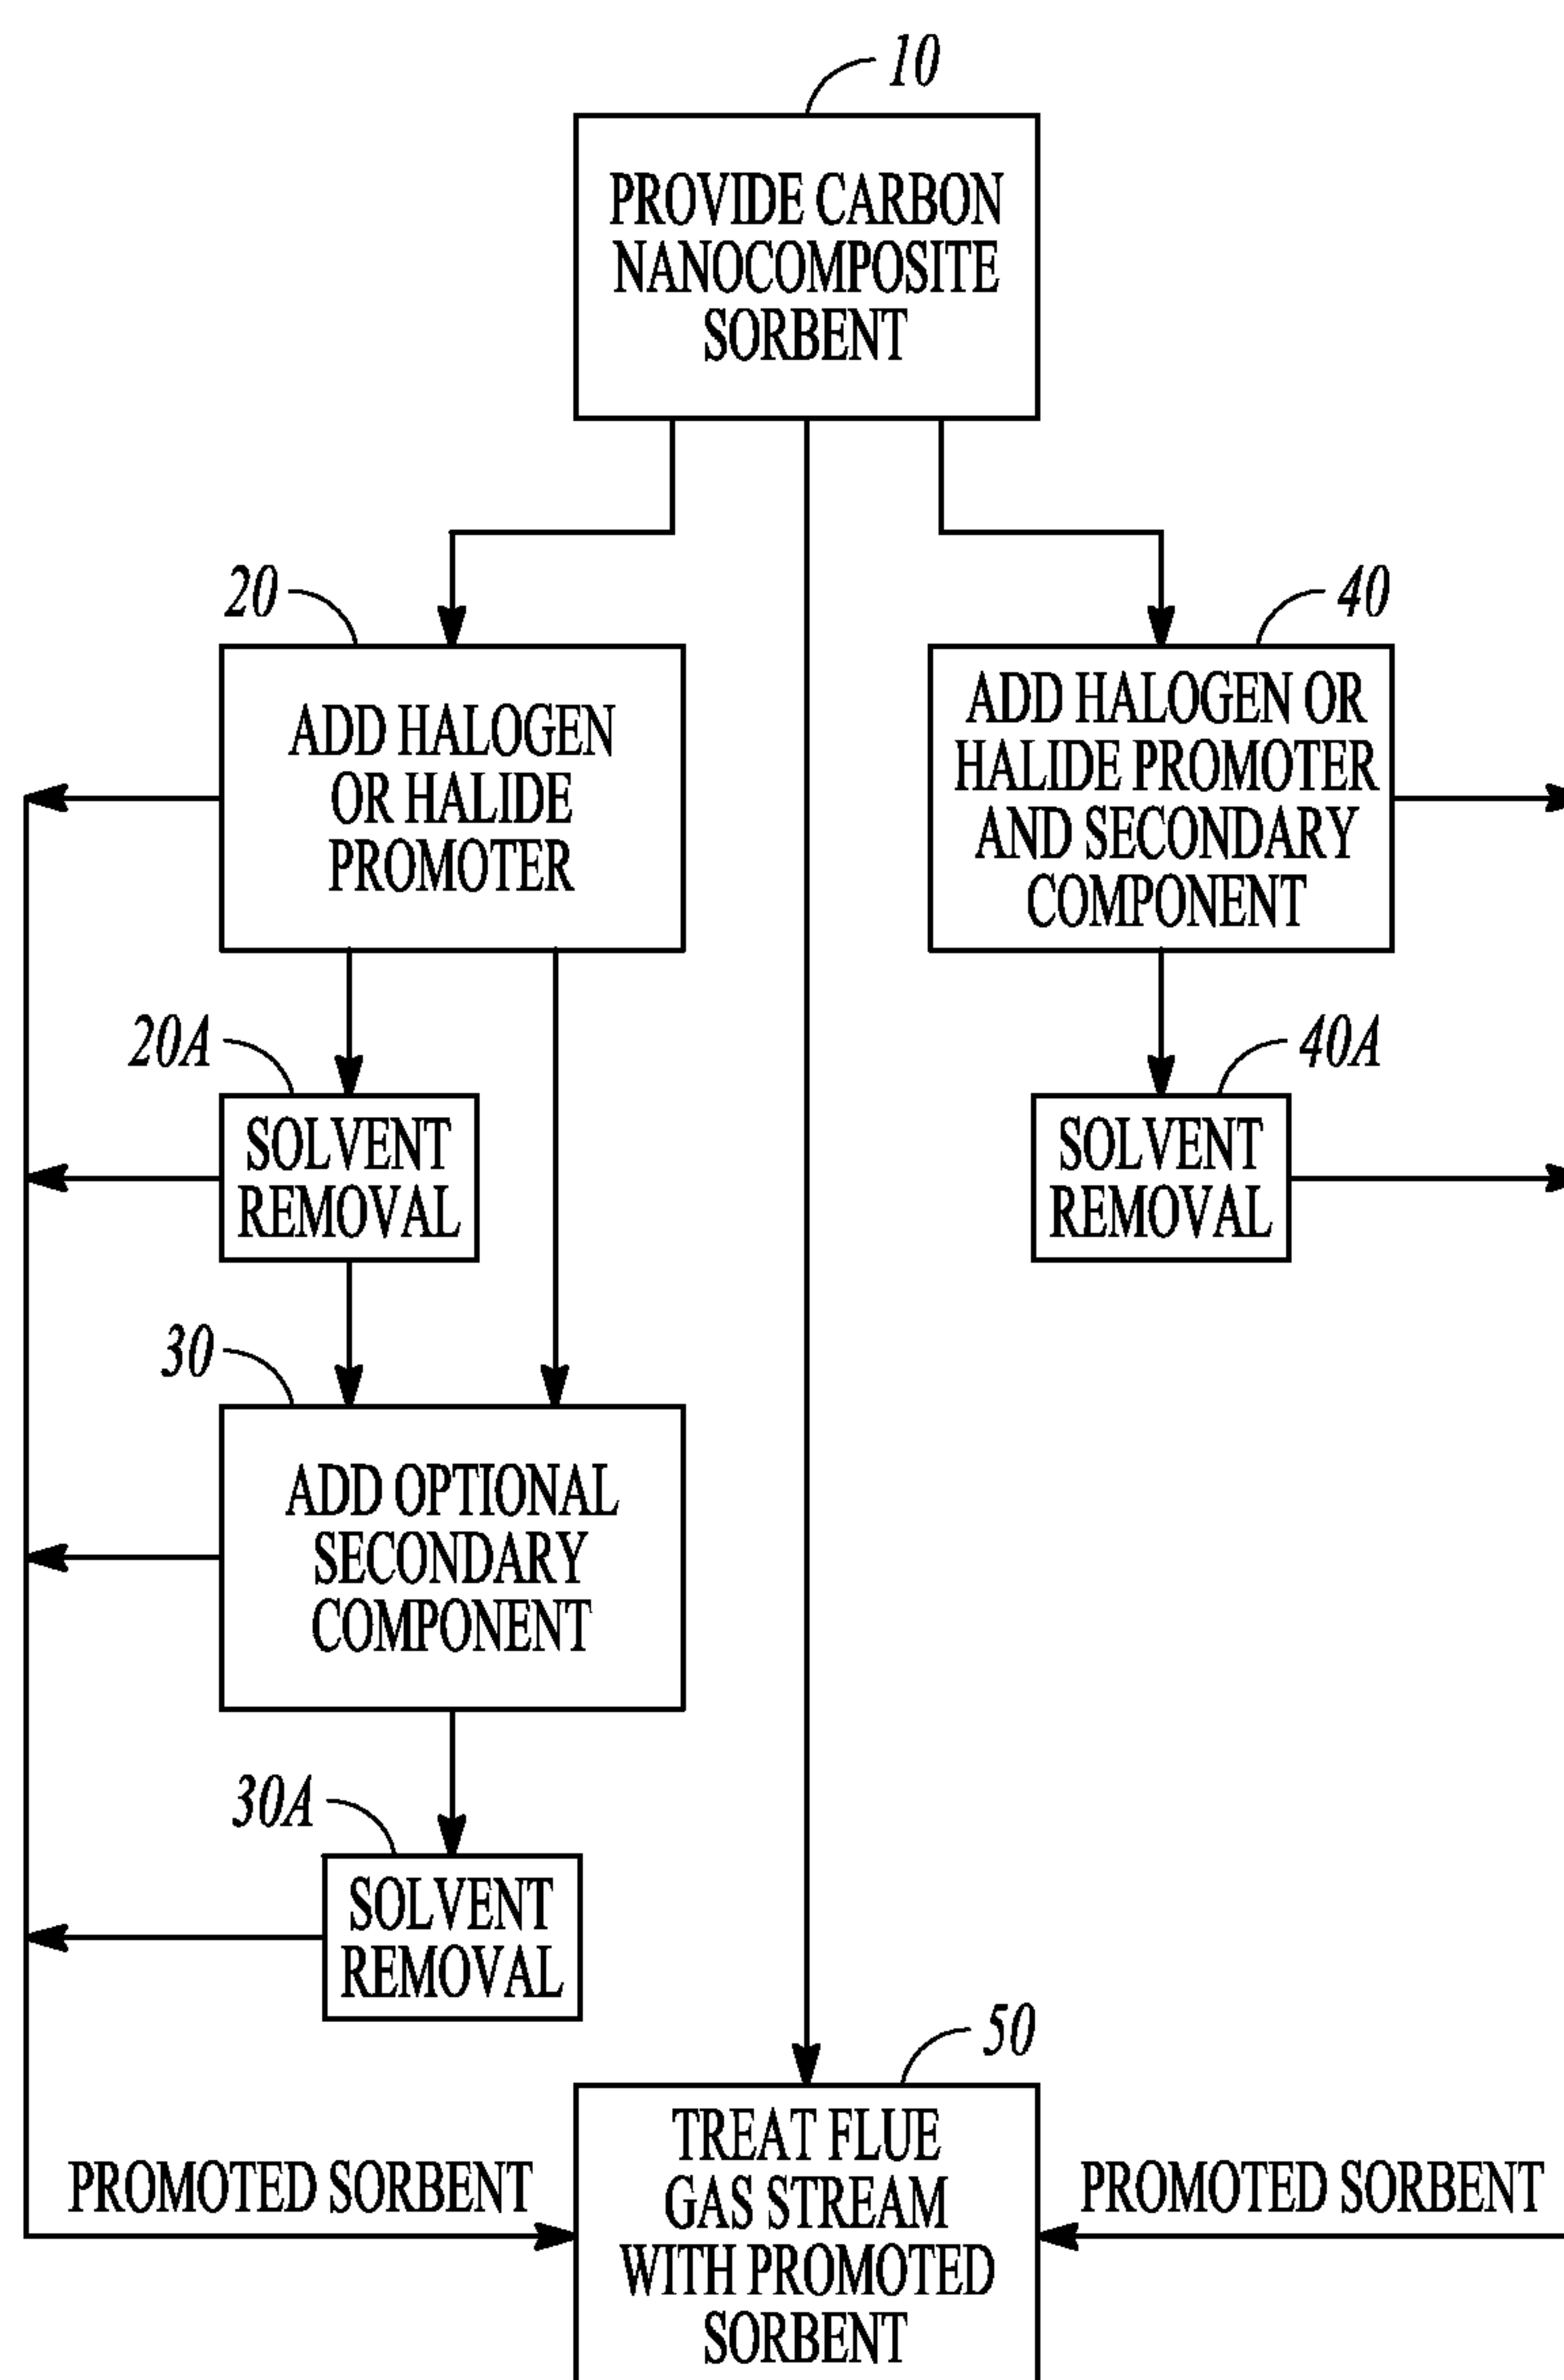 10
PROVIDE CARBON
NANOCOMPOSITE
SORBENT
20
ADD HALOGEN
OR HALIDE
PROMOTER
40
ADD HALOGEN OR
HALIDE PROMOTER
AND SECONDARY
COMPONENT
20A
SOLVENT
REMOVAL
40A
SOLVENT
REMOVAL
30
ADD OPTIONAL
SECONDARY
COMPONENT
30A
SOLVENT
REMOVAL
50
TREAT FLUE
GAS STREAM
WITH PROMOTED
SORBENT
PROMOTED SORBENT
PROMOTED SORBENT